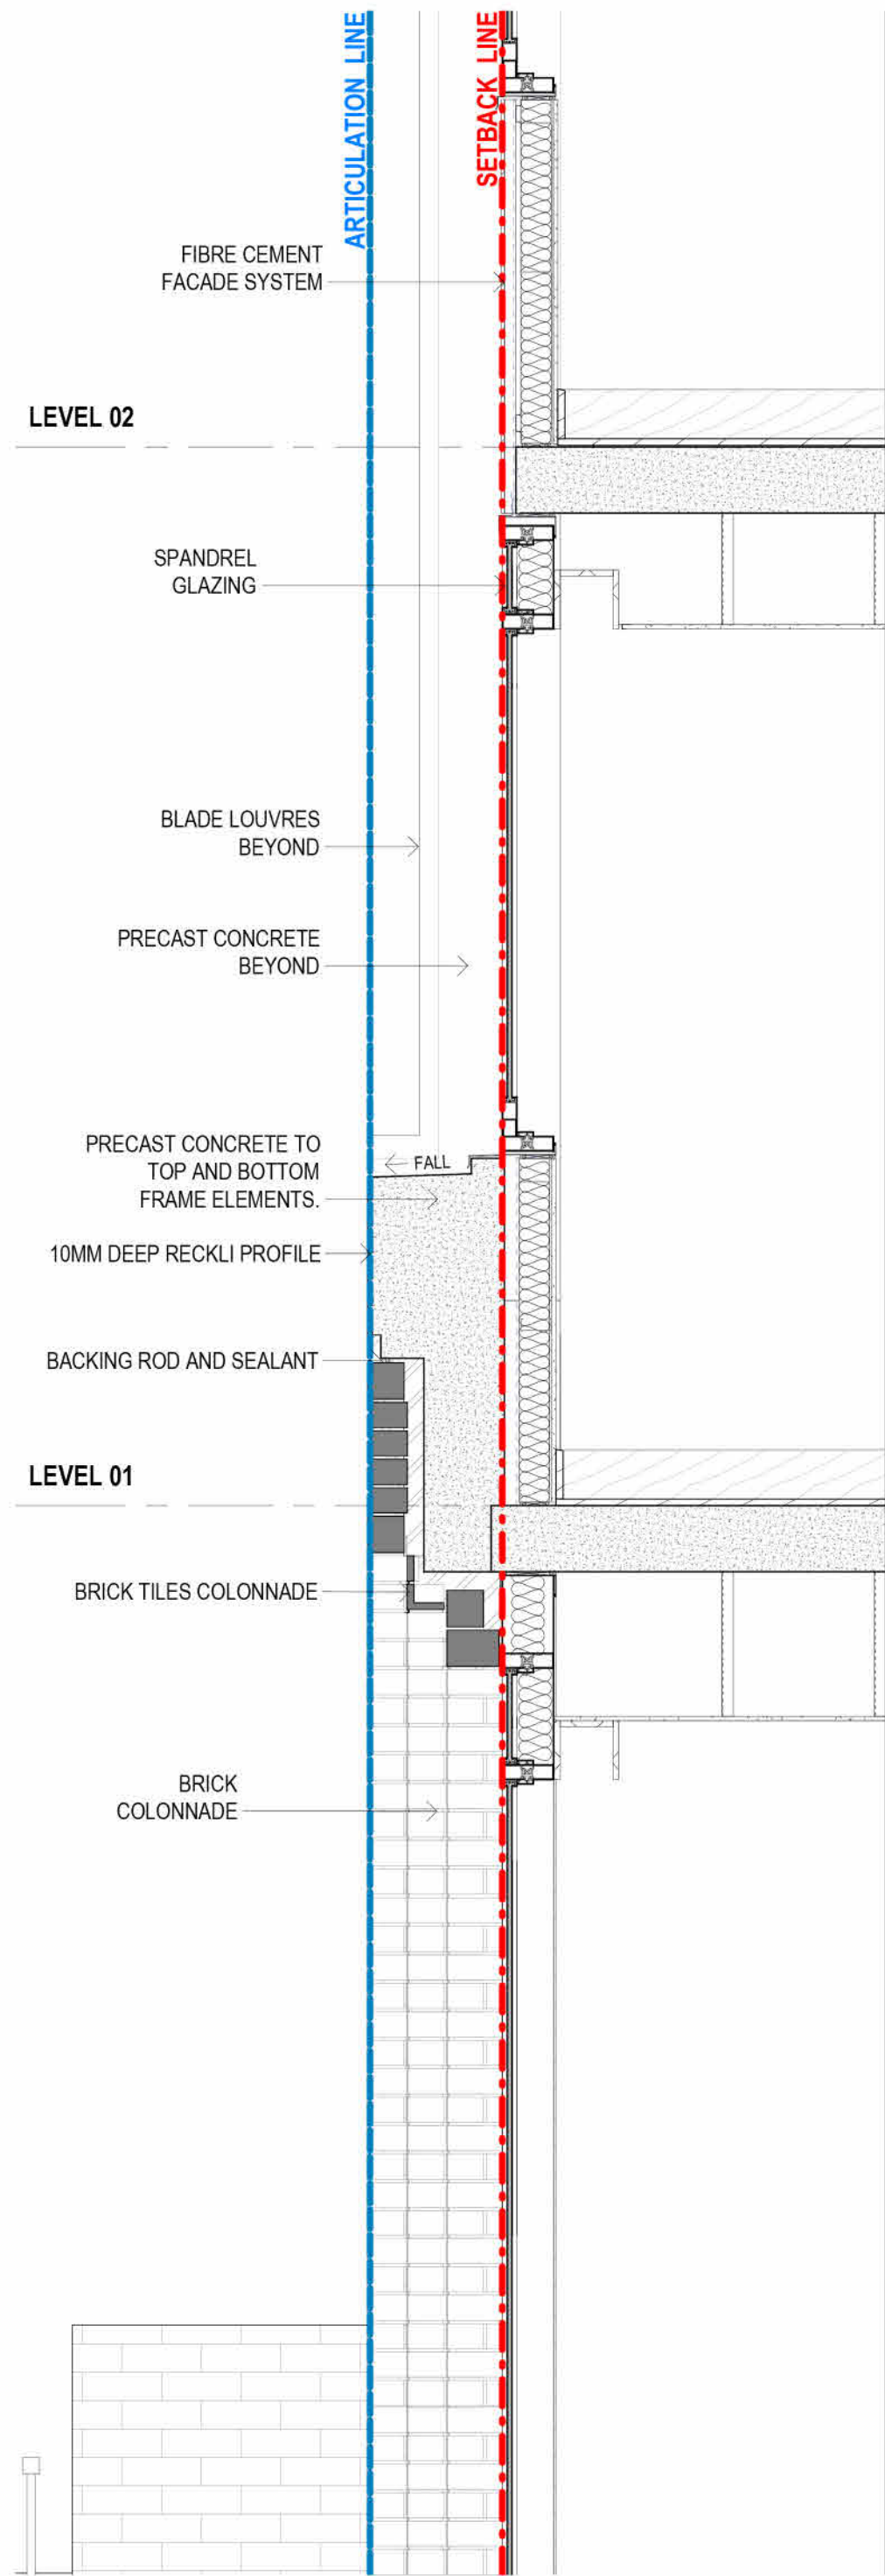 ARTICULATION LINE
SETBACK LINE
FIBRE CEMENT
FACADE SYSTEM
LEVEL 02
SPANDREL
GLAZING
BLADE LOUVRES
BEYOND
PRECAST CONCRETE
BEYOND
PRECAST CONCRETE TO
TOP AND BOTTOM
FRAME ELEMENTS.
FALL
10MM DEEP RECKLI PROFILE
BACKING ROD AND SEALANT
LEVEL 01
BRICK TILES COLONNADE
BRICK
COLONNADE